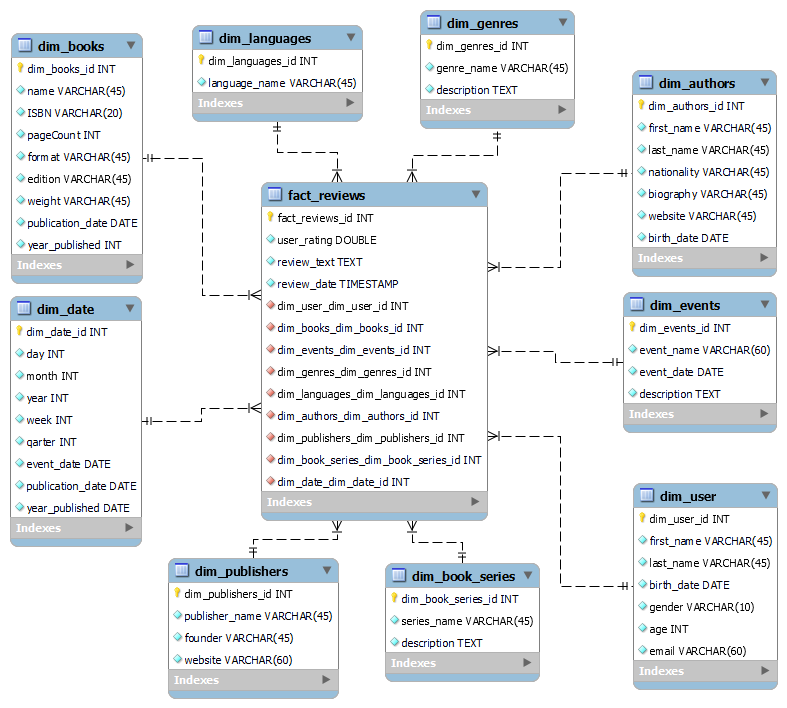 dim_books
dim_books_id INT
name VARCHAR(45)
ISBN VARCHAR(20)
pageCount INT
format VARCHAR(45)
edition VARCHAR(45)
weight VARCHAR(45)
publication_date DATE
year_published INT
Indexes
dim_languages
dim_languages_id INT
language_name VARCHAR(45)
Indexes
dim_genres
dim_genres_id INT
genre_name VARCHAR(45)
description TEXT
Indexes
dim_authors
dim_authors_id INT
first_name VARCHAR(45)
last_name VARCHAR(45)
nationality VARCHAR(45)
biography VARCHAR(45)
website VARCHAR(45)
birth_date DATE
Indexes
fact_reviews
fact_reviews_id INT
user_rating DOUBLE
review_text TEXT
review_date TIMESTAMP
dim_user_dim_user_id INT
dim_books_dim_books_id INT
dim_events_dim_events_id INT
dim_genres_dim_genres_id INT
dim_languages_dim_languages_id INT
dim_authors_dim_authors_id INT
dim_publishers_dim_publishers_id INT
dim_book_series_dim_book_series_id INT
dim_date_dim_date_id INT
Indexes
dim_date
dim_date_id INT
day INT
month INT
year INT
week INT
qarter INT
event_date DATE
publication_date DATE
year_published DATE
Indexes
dim_events
dim_events_id INT
event_name VARCHAR(60)
event_date DATE
description TEXT
Indexes
dim_user
dim_user_id INT
first_name VARCHAR(45)
last_name VARCHAR(45)
birth_date DATE
gender VARCHAR(10)
age INT
email VARCHAR(60)
Indexes
dim_publishers
dim_publishers_id INT
publisher_name VARCHAR(45)
founder VARCHAR(45)
website VARCHAR(60)
Indexes
dim_book_series
dim_book_series_id INT
series_name VARCHAR(45)
description TEXT
Indexes